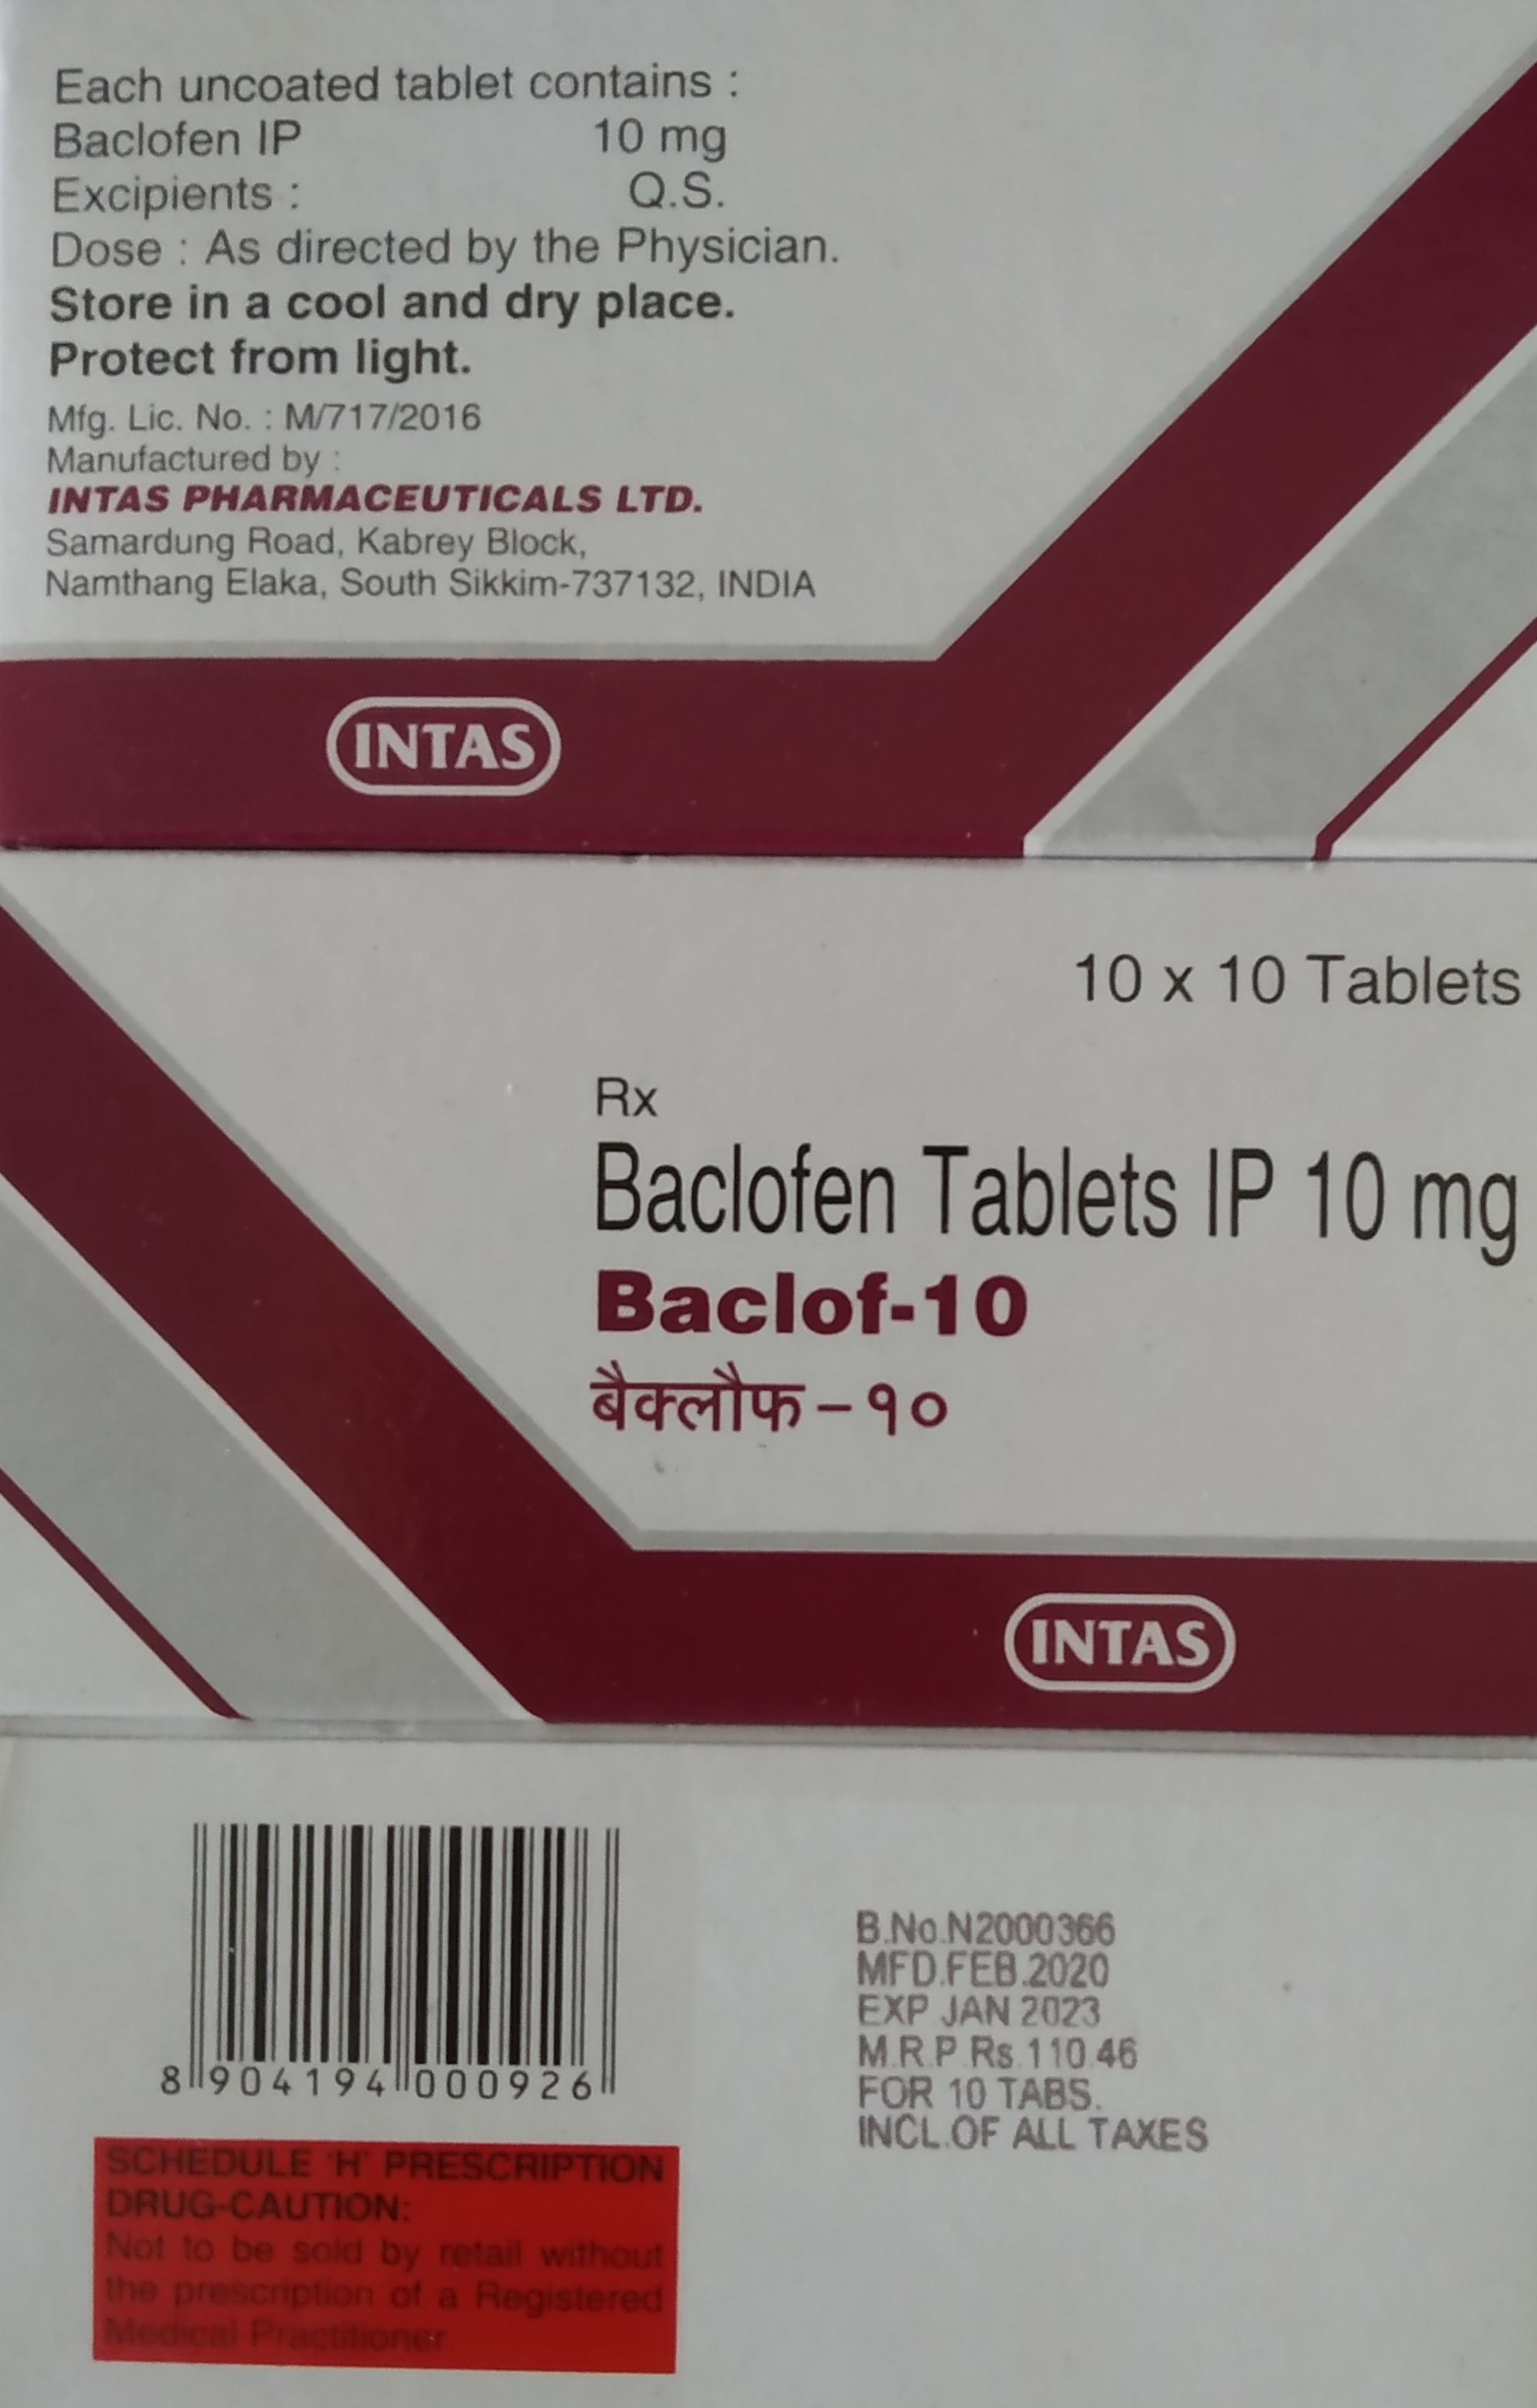 Each uncoated tablet contains :
Baclofen IP 10 mg
Excipients : Q.S.
Dose : As directed by the Physician.
Store in a cool and dry place.
Protect from light.
Mfg. Lic. No. : M/717/2016
Manufactured by :
INTAS PHARMACEUTICALS LTD.
Samardung Road, Kabrey Block,
Namthang Elaka, South Sikkim-737132, INDIA
INTAS
10 x 10 Tablets
Rx
Baclofen Tablets IP 10 mg
Baclof-10
बैक्लौफ – १०
INTAS
8 904194 000926
B.No.N2000366
MFD.FEB.2020
EXP JAN 2023
M.R.P.Rs.110.46
FOR 10 TABS.
INCL.OF ALL TAXES
SCHEDULE 'H' PRESCRIPTION
DRUG-CAUTION:
Not to be sold by retail without
the prescription of a Registered
Medical Practitioner.